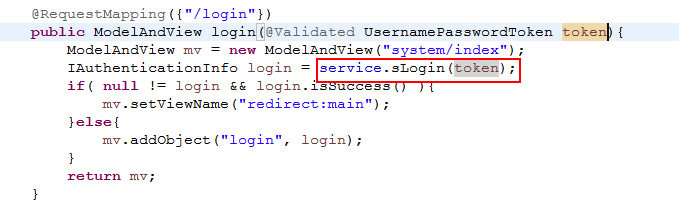 @RequestMapping({"/login"})
public ModelAndView login(@Validated UsernamePasswordToken token){
ModelAndView mv = new ModelAndView("system/index");
IAuthenticationInfo login = service.sLogin(token);
if( null != login && login.isSuccess() ){
mv.setViewName("redirect:main");
}else{
mv.addObject("login", login);
}
return mv;
}